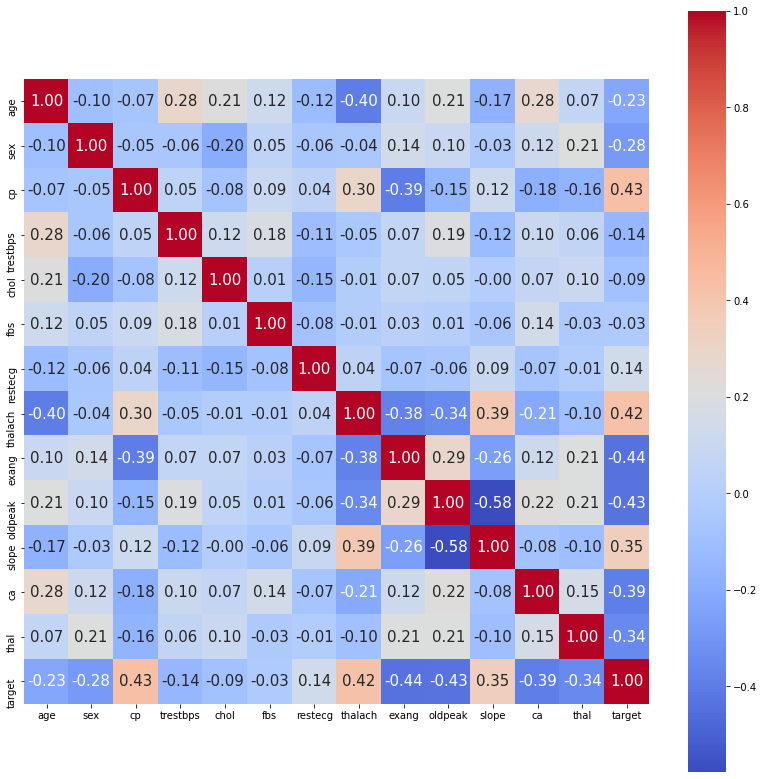 1.0
age 1.00 -0.10 -0.07 0.28 0.21 0.12 -0.12 -0.40 0.10 0.21 -0.17 0.28 0.07 -0.23
0.8
sex -0.10 1.00 -0.05 -0.06 -0.20 0.05 -0.06 -0.04 0.14 0.10 -0.03 0.12 0.21 -0.28
cp -0.07 -0.05 1.00 0.05 -0.08 0.09 0.04 0.30 -0.39 -0.15 0.12 -0.18 -0.16 0.43
0.6
trestbps 0.28 -0.06 0.05 1.00 0.12 0.18 -0.11 -0.05 0.07 0.19 -0.12 0.10 0.06 -0.14
chol 0.21 -0.20 -0.08 0.12 1.00 0.01 -0.15 -0.01 0.07 0.05 -0.00 0.07 0.10 -0.09
0.4
fbs 0.12 0.05 0.09 0.18 0.01 1.00 -0.08 -0.01 0.03 0.01 -0.06 0.14 -0.03 -0.03
restecg -0.12 -0.06 0.04 -0.11 -0.15 -0.08 1.00 0.04 -0.07 -0.06 0.09 -0.07 -0.01 0.14
0.2
thalach -0.40 -0.04 0.30 -0.05 -0.01 -0.01 0.04 1.00 -0.38 -0.34 0.39 -0.21 -0.10 0.42
exang 0.10 0.14 -0.39 0.07 0.07 0.03 -0.07 -0.38 1.00 0.29 -0.26 0.12 0.21 -0.44
0.0
oldpeak 0.21 0.10 -0.15 0.19 0.05 0.01 -0.06 -0.34 0.29 1.00 -0.58 0.22 0.21 -0.43
slope -0.17 -0.03 0.12 -0.12 -0.00 -0.06 0.09 0.39 -0.26 -0.58 1.00 -0.08 -0.10 0.35
−0.2
ca 0.28 0.12 -0.18 0.10 0.07 0.14 -0.07 -0.21 0.12 0.22 -0.08 1.00 0.15 -0.39
thal 0.07 0.21 -0.16 0.06 0.10 -0.03 -0.01 -0.10 0.21 0.21 -0.10 0.15 1.00 -0.34
−0.4
target -0.23 -0.28 0.43 -0.14 -0.09 -0.03 0.14 0.42 -0.44 -0.43 0.35 -0.39 -0.34 1.00
age sex cp trestbps chol fbs restecg thalach exang oldpeak slope ca thal target